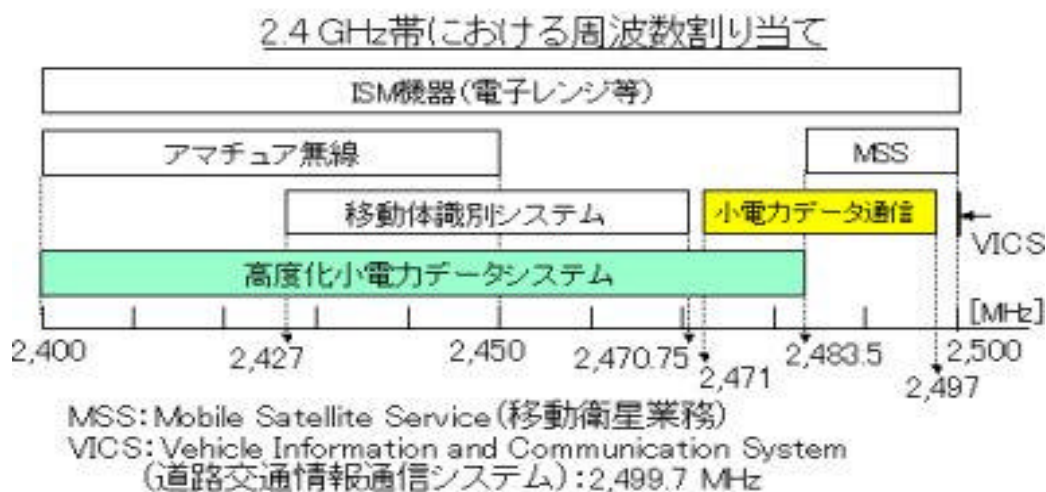 2.4 GHz帯における周波数割り当て
ISM機器(電子レンジ等)
アマチュア無線
MSS
移動体識別システム
小電力データ通信
VICS
高度化小電力データシステム
[MHz]
2,400
2,427
2,450
2,470.75
2,471
2,483.5
2,497
2,500
MSS:Mobile Satellite Service(移動衛星業務)
VICS:Vehicle Information and Communication System
(道路交通情報通信システム):2,499.7 MHz